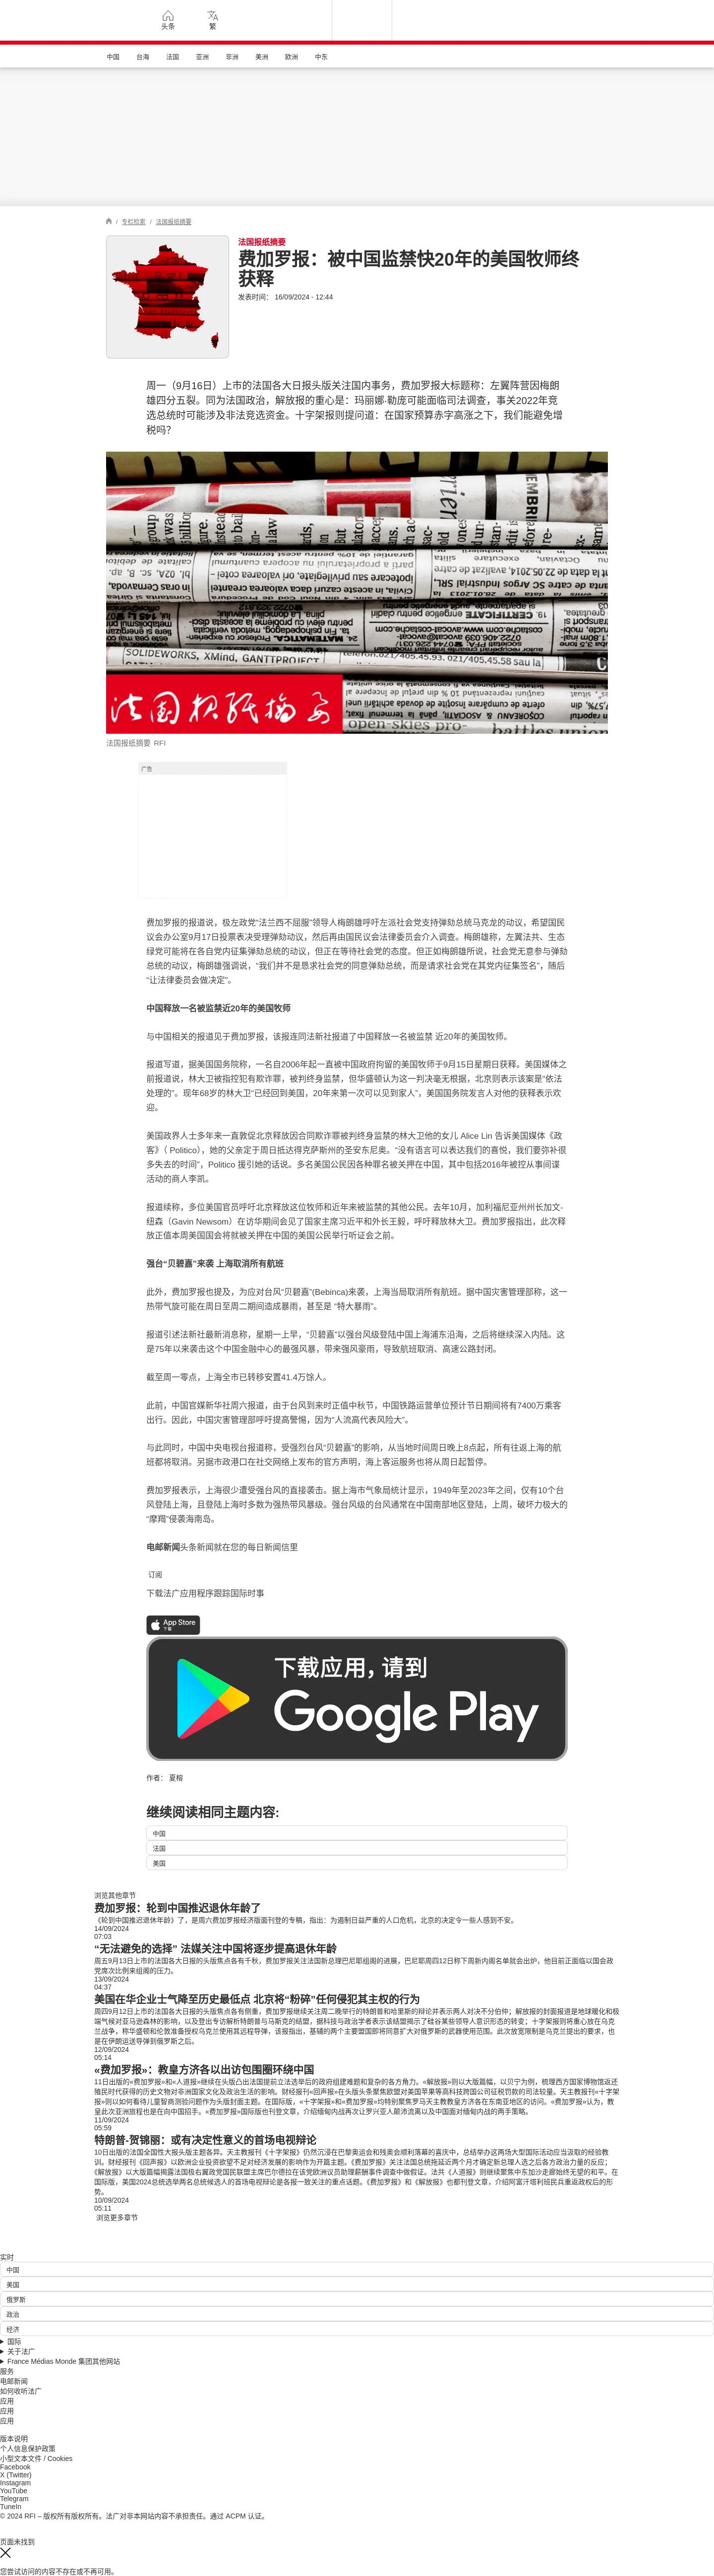 头条
繁
中国
台海
法国
亚洲
非洲
美洲
欧洲
中东
/ 专栏检索 / 法国报纸摘要
法国报纸摘要
费加罗报：被中国监禁快20年的美国牧师终
获释
发表时间： 16/09/2024 - 12:44
周一（9月16日）上市的法国各大日报头版关注国内事务，费加罗报大标题称：左翼阵营因梅朗
雄四分五裂。同为法国政治，解放报的重心是：玛丽娜·勒庞可能面临司法调查，事关2022年竞
选总统时可能涉及非法竞选资金。十字架报则提问道：在国家预算赤字高涨之下，我们能避免增
税吗？
法国报纸摘要
法国报纸摘要 RFI
广告
费加罗报的报道说，极左政党“法兰西不屈服”领导人梅朗雄呼吁左派社会党支持弹劾总统马克龙的动议，希望国民
议会办公室9月17日投票表决受理弹劾动议，然后再由国民议会法律委员会介入调查。梅朗雄称，左翼法共、生态
绿党可能将在各自党内征集弹劾总统的动议，但正在等待社会党的态度。但正如梅朗雄所说，社会党无意参与弹劾
总统的动议，梅朗雄强调说，“我们并不是恳求社会党的同意弹劾总统，而是请求社会党在其党内征集签名”，随后
“让法律委员会做决定”。
中国释放一名被监禁近20年的美国牧师
与中国相关的报道见于费加罗报，该报连同法新社报道了中国释放一名被监禁 近20年的美国牧师。
报道写道，据美国国务院称，一名自2006年起一直被中国政府拘留的美国牧师于9月15日星期日获释。美国媒体之
前报道说，林大卫被指控犯有欺诈罪，被判终身监禁，但华盛顿认为这一判决毫无根据，北京则表示该案是“依法
处理的”。现年68岁的林大卫“已经回到美国，20年来第一次可以见到家人”，美国国务院发言人对他的获释表示欢
迎。
美国政界人士多年来一直敦促北京释放因合同欺诈罪被判终身监禁的林大卫他的女儿 Alice Lin 告诉美国媒体《政
客》（ Politico），她的父亲定于周日抵达得克萨斯州的圣安东尼奥。“没有语言可以表达我们的喜悦，我们要弥补很
多失去的时间”，Politico 援引她的话说。多名美国公民因各种罪名被关押在中国，其中包括2016年被控从事间谍
活动的商人李凯。
报道续称，多位美国官员呼吁北京释放这位牧师和近年来被监禁的其他公民。去年10月，加利福尼亚州州长加文-
纽森（Gavin Newsom）在访华期间会见了国家主席习近平和外长王毅，呼吁释放林大卫。费加罗报指出，此次释
放正值本周美国国会将就被关押在中国的美国公民举行听证会之前。
强台“贝碧嘉”来袭 上海取消所有航班
此外，费加罗报也提及，为应对台风“贝碧嘉”(Bebinca)来袭，上海当局取消所有航班。据中国灾害管理部称，这一
热带气旋可能在周日至周二期间造成暴雨，甚至是 “特大暴雨”。
报道引述法新社最新消息称，星期一上早，“贝碧嘉”以强台风级登陆中国上海浦东沿海，之后将继续深入内陆。这
是75年以来袭击这个中国金融中心的最强风暴，带来强风豪雨，导致航班取消、高速公路封闭。
截至周一零点，上海全市已转移安置41.4万馀人。
此前，中国官媒新华社周六报道，由于台风到来时正值中秋节，中国铁路运营单位预计节日期间将有7400万乘客
出行。因此，中国灾害管理部呼吁提高警惕，因为“人流高代表风险大”。
与此同时，中国中央电视台报道称，受强烈台风“贝碧嘉”的影响，从当地时间周日晚上8点起，所有往返上海的航
班都将取消。另据市政港口在社交网络上发布的官方声明，海上客运服务也将从周日起暂停。
费加罗报表示，上海很少遭受强台风的直接袭击。据上海市气象局统计显示，1949年至2023年之间，仅有10个台
风登陆上海，且登陆上海时多数为强热带风暴级。强台风级的台风通常在中国南部地区登陆，上周，破坏力极大的
“摩羯”侵袭海南岛。
电邮新闻头条新闻就在您的每日新闻信里
订阅
下载法广应用程序跟踪国际时事
App Store
下载
下载应用，请到
Google Play
作者： 夏榕
继续阅读相同主题内容:
中国
法国
美国
浏览其他章节
费加罗报：轮到中国推迟退休年龄了
《轮到中国推迟退休年龄》了，是周六费加罗报经济版面刊登的专稿，指出：为遏制日益严重的人口危机，北京的决定令一些人感到不安。
14/09/2024
07:03
“无法避免的选择” 法媒关注中国将逐步提高退休年龄
周五9月13日上市的法国各大日报的头版焦点各有千秋，费加罗报关注法国新总理巴尼耶组阁的进展，巴尼耶周四12日称下周新内阁名单就会出炉，他目前正面临以国会政
党席次比例来组阁的压力。
13/09/2024
04:37
美国在华企业士气降至历史最低点 北京将“粉碎”任何侵犯其主权的行为
周四9月12日上市的法国各大日报的头版焦点各有侧重，费加罗报继续关注周二晚举行的特朗普和哈里斯的辩论并表示两人对决不分伯仲；解放报的封面报道是地球暖化和极
端气候对亚马逊森林的影响，以及登出专访解析特朗普与马斯克的结盟，据科技与政治学者表示该结盟揭示了硅谷某些领导人意识形态的转变；十字架报则将重心放在乌克
兰战争，称华盛顿和伦敦准备授权乌克兰使用其远程导弹，该报指出，基辅的两个主要盟国即将同意扩大对俄罗斯的武器使用范围。此次放宽限制是乌克兰提出的要求，也
是在伊朗运送导弹到俄罗斯之后。
12/09/2024
05:14
«费加罗报»：教皇方济各以出访包围圈环绕中国
11日出版的«费加罗报»和«人道报»继续在头版凸出法国提前立法选举后的政府组建难题和复杂的各方角力。«解放报»则以大版篇幅，以贝宁为例，梳理西方国家博物馆返还
殖民时代获得的历史文物对非洲国家文化及政治生活的影响。财经报刊«回声报»在头版头条聚焦欧盟对美国苹果等高科技跨国公司征税罚款的司法较量。天主教报刊«十字架
报»则以如何看待儿童智商测验问题作为头版封面主题。在国际版，«十字架报»和«费加罗报»均特别聚焦罗马天主教教皇方济各在东南亚地区的访问。«费加罗报»认为，教
皇此次亚洲旅程也是在向中国招手。«费加罗报»国际版也刊登文章，介绍缅甸内战再次让罗兴亚人颠沛流离以及中国面对缅甸内战的两手策略。
11/09/2024
05:59
特朗普-贺锦丽：或有决定性意义的首场电视辩论
10日出版的法国全国性大报头版主题各异。天主教报刊《十字架报》仍然沉浸在巴黎奥运会和残奥会顺利落幕的喜庆中，总结举办这两场大型国际活动应当汲取的经验教
训。财经报刊《回声报》以欧洲企业投资欲望不足对经济发展的影响作为开篇主题。《费加罗报》关注法国总统拖延近两个月才确定新总理人选之后各方政治力量的反应；
《解放报》以大版篇幅揭露法国极右翼政党国民联盟主席巴尔德拉在该党欧洲议员助理薪酬事件调查中做假证。法共《人道报》则继续聚焦中东加沙走廊始终无望的和平。在
国际版，美国2024总统选举两名总统候选人的首场电视辩论是各报一致关注的重点话题。《费加罗报》和《解放报》也都刊登文章，介绍阿富汗塔利班民兵重返政权后的形
势。
10/09/2024
05:11
浏览更多章节
实时
中国
美国
俄罗斯
政治
经济
国际
关于法广
France Médias Monde 集团其他网站
服务
电邮新闻
如何收听法广
应用
应用
应用
版本说明
个人信息保护政策
小型文本文件 / Cookies
Facebook
X (Twitter)
Instagram
YouTube
Telegram
TuneIn
© 2024 RFI – 版权所有版权所有。法广对非本网站内容不承担责任。通过 ACPM 认证。
页面未找到
您尝试访问的内容不存在或不再可用。